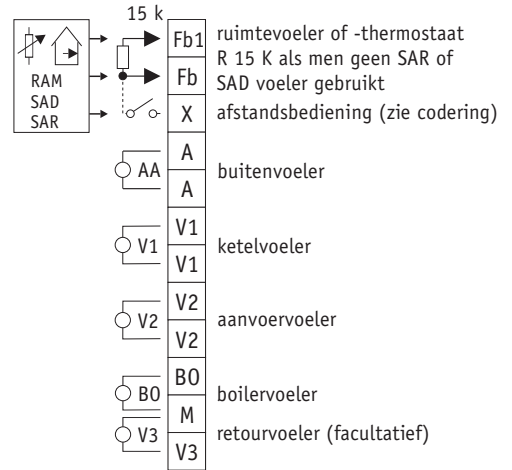 15 k
RAM
SAD
SAR
Fb1 ruimtevoeler of -thermostaat
R 15 K als men geen SAR of
Fb SAD voeler gebruikt
X afstandsbediening (zie codering)
A
AA buitenvoeler
A
V1
V1 ketelvoeler
V1
V2
V2 aanvoervoeler
V2
BO
BO boilervoeler
M
V3 retourvoeler (facultatief)
V3